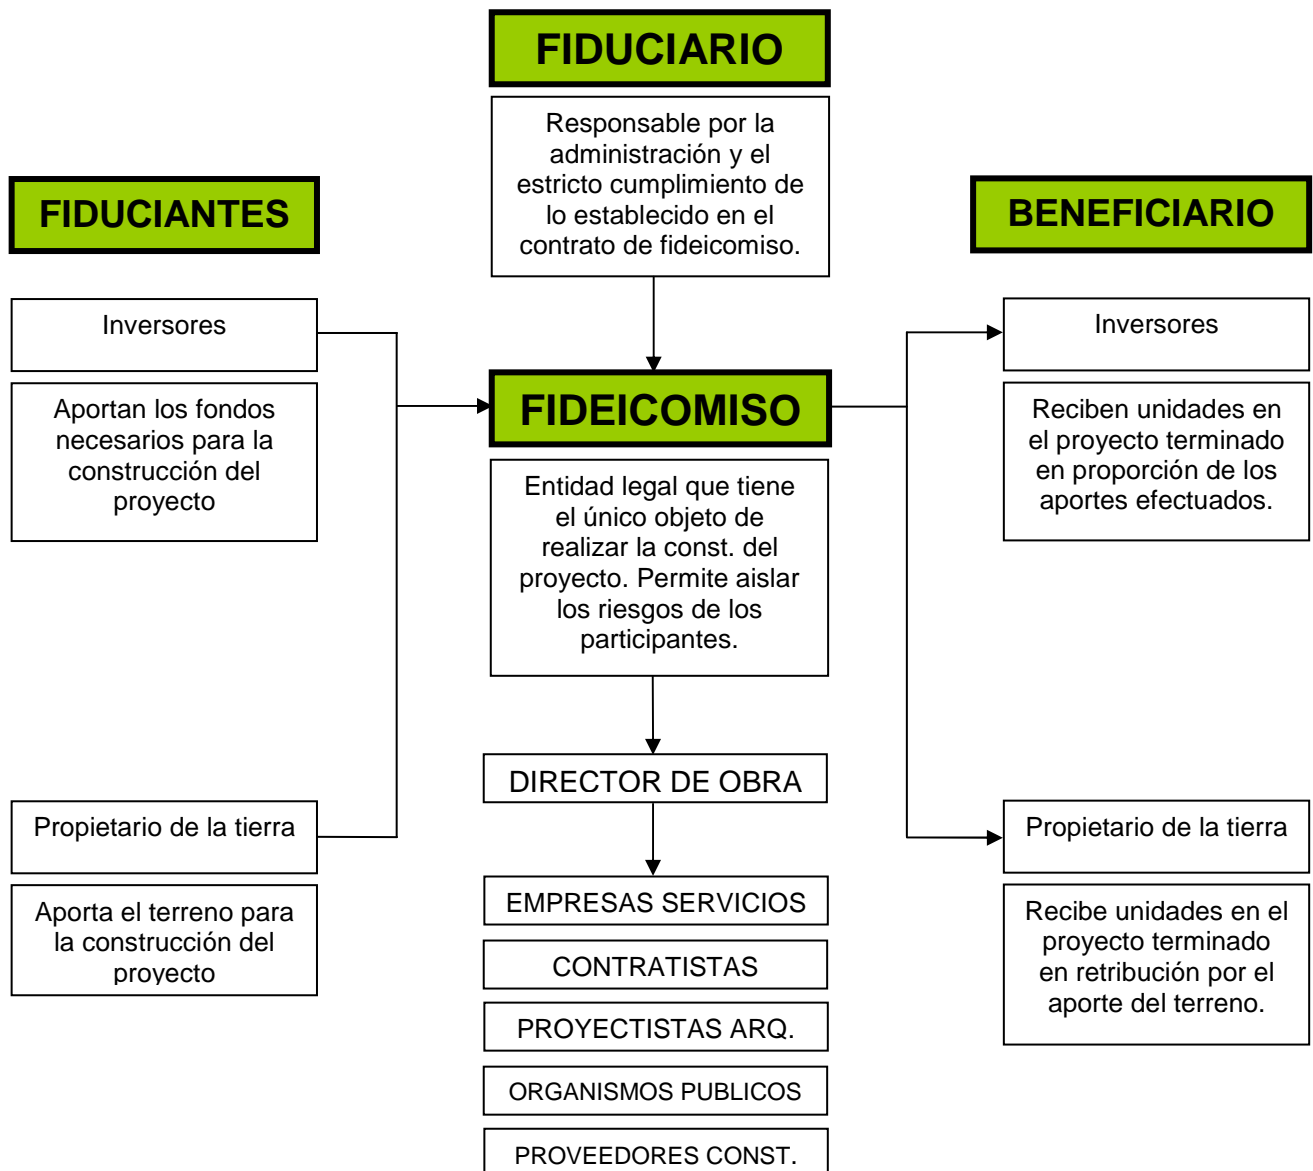 FIDUCIARIO
Responsable por la
administración y el
estricto cumplimiento de
lo establecido en el
contrato de fideicomiso.
FIDUCIANTES
Inversores
Aportan los fondos
necesarios para la
construcción del
proyecto
Propietario de la tierra
Aporta el terreno para
la construcción del
proyecto
FIDEICOMISO
Entidad legal que tiene
el único objeto de
realizar la const. del
proyecto. Permite aislar
los riesgos de los
participantes.
DIRECTOR DE OBRA
EMPRESAS SERVICIOS
CONTRATISTAS
PROYECTISTAS ARQ.
ORGANISMOS PUBLICOS
PROVEEDORES CONST.
BENEFICIARIO
Inversores
Reciben unidades en
el proyecto terminado
en proporción de los
aportes efectuados.
Propietario de la tierra
Recibe unidades en el
proyecto terminado
en retribución por el
aporte del terreno.